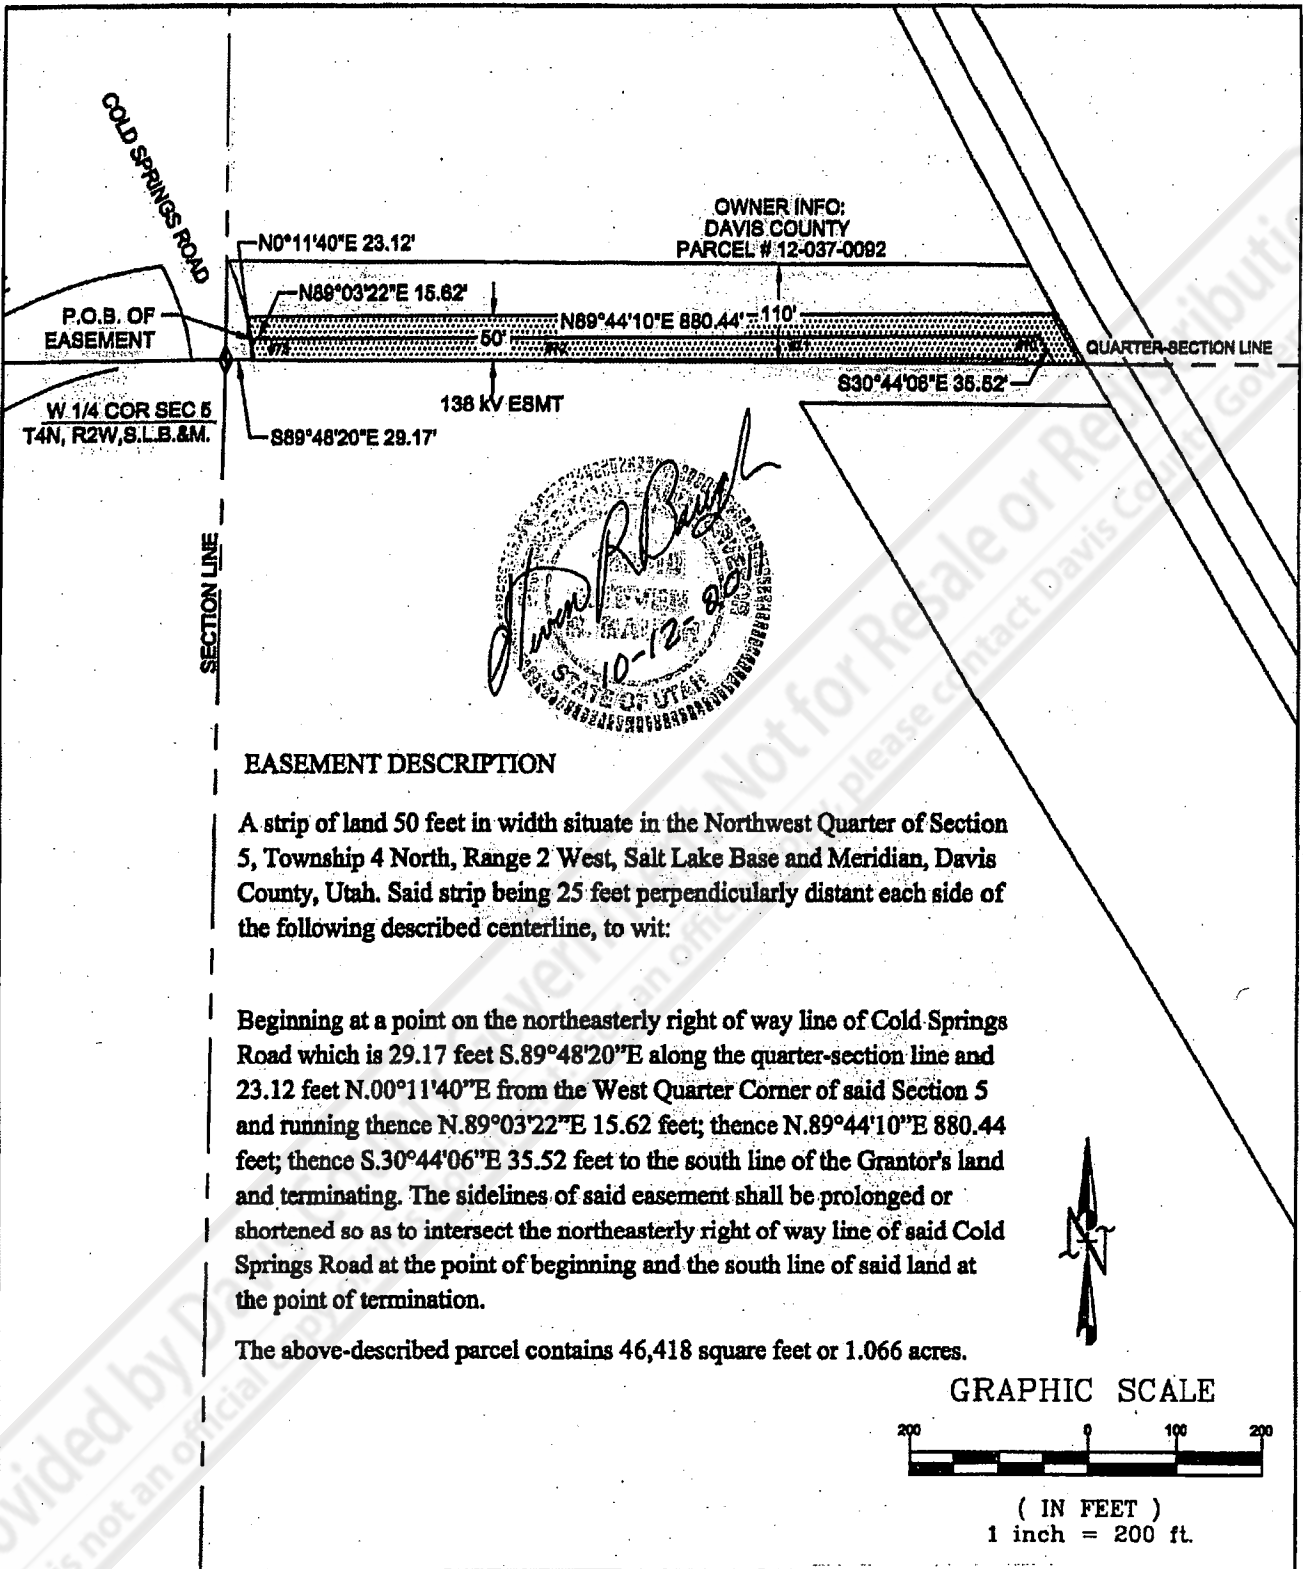 COLD SPRINGS ROAD
OWNER INFO:
DAVIS COUNTY
PARCEL # 12-037-0092
N0°11'40"E 23.12'
N89°03'22"E 15.62'
P.O.B. OF
EASEMENT
N89°44'10"E 880.44'
110'
50'
QUARTER-SECTION LINE
S30°44'06"E 35.52'
138 kV ESMT
W 1/4 COR SEC 5
T4N, R2W,S.L.B.&M.
S89°48'20"E 29.17'
SECTION LINE
Steven R
10-12-
STATE OF UTAH
EASEMENT DESCRIPTION
A strip of land 50 feet in width situate in the Northwest Quarter of Section
5, Township 4 North, Range 2 West, Salt Lake Base and Meridian, Davis
County, Utah. Said strip being 25 feet perpendicularly distant each side of
the following described centerline, to wit:
Beginning at a point on the northeasterly right of way line of Cold Springs
Road which is 29.17 feet S.89°48'20"E along the quarter-section line and
23.12 feet N.00°11'40"E from the West Quarter Corner of said Section 5
and running thence N.89°03'22"E 15.62 feet; thence N.89°44'10"E 880.44
feet; thence S.30°44'06"E 35.52 feet to the south line of the Grantor's land
and terminating. The sidelines of said easement shall be prolonged or
shortened so as to intersect the northeasterly right of way line of said Cold
Springs Road at the point of beginning and the south line of said land at
the point of termination.
The above-described parcel contains 46,418 square feet or 1.066 acres.
N
GRAPHIC SCALE
200 0 100 200
( IN FEET )
1 inch = 200 ft.